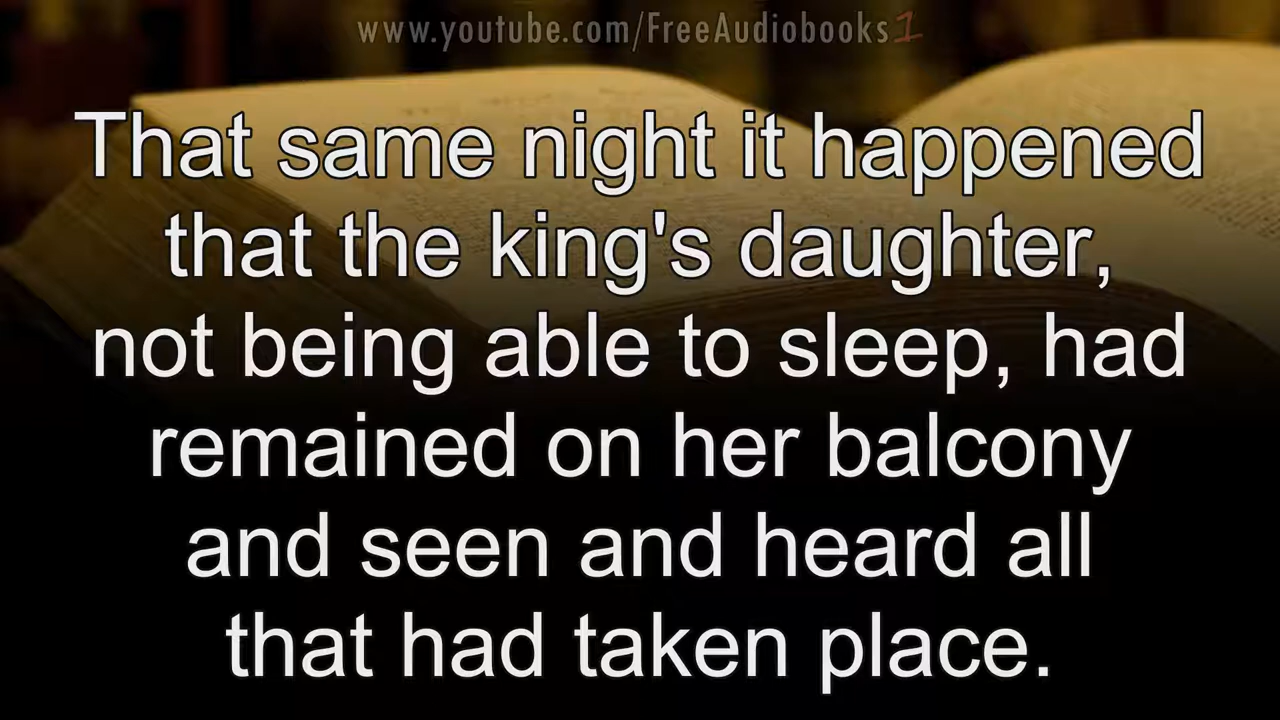 www.youtube.com/FreeAudiobooks1
That same night it happened
that the king's daughter,
not being able to sleep, had
remained on her balcony
and seen and heard all
that had taken place.